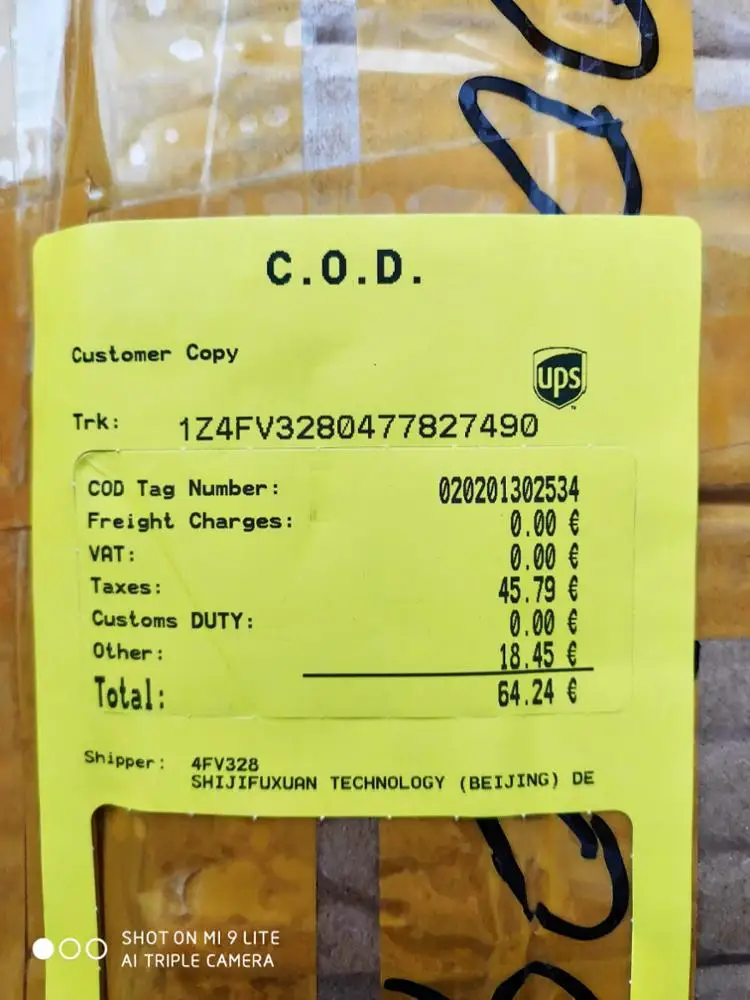 C.O.D.
Customer Copy
ups
Trk: 1Z4FV3280477827490
COD Tag Number: 020201302534
Freight Charges: 0.00 €
VAT: 0.00 €
Taxes: 45.79 €
Customs DUTY: 0.00 €
Other: 18.45 €
Total: 64.24 €
Shipper: 4FV328
SHIJIFUXUAN TECHNOLOGY (BEIJING) DE
SHOT ON MI 9 LITE
AI TRIPLE CAMERA